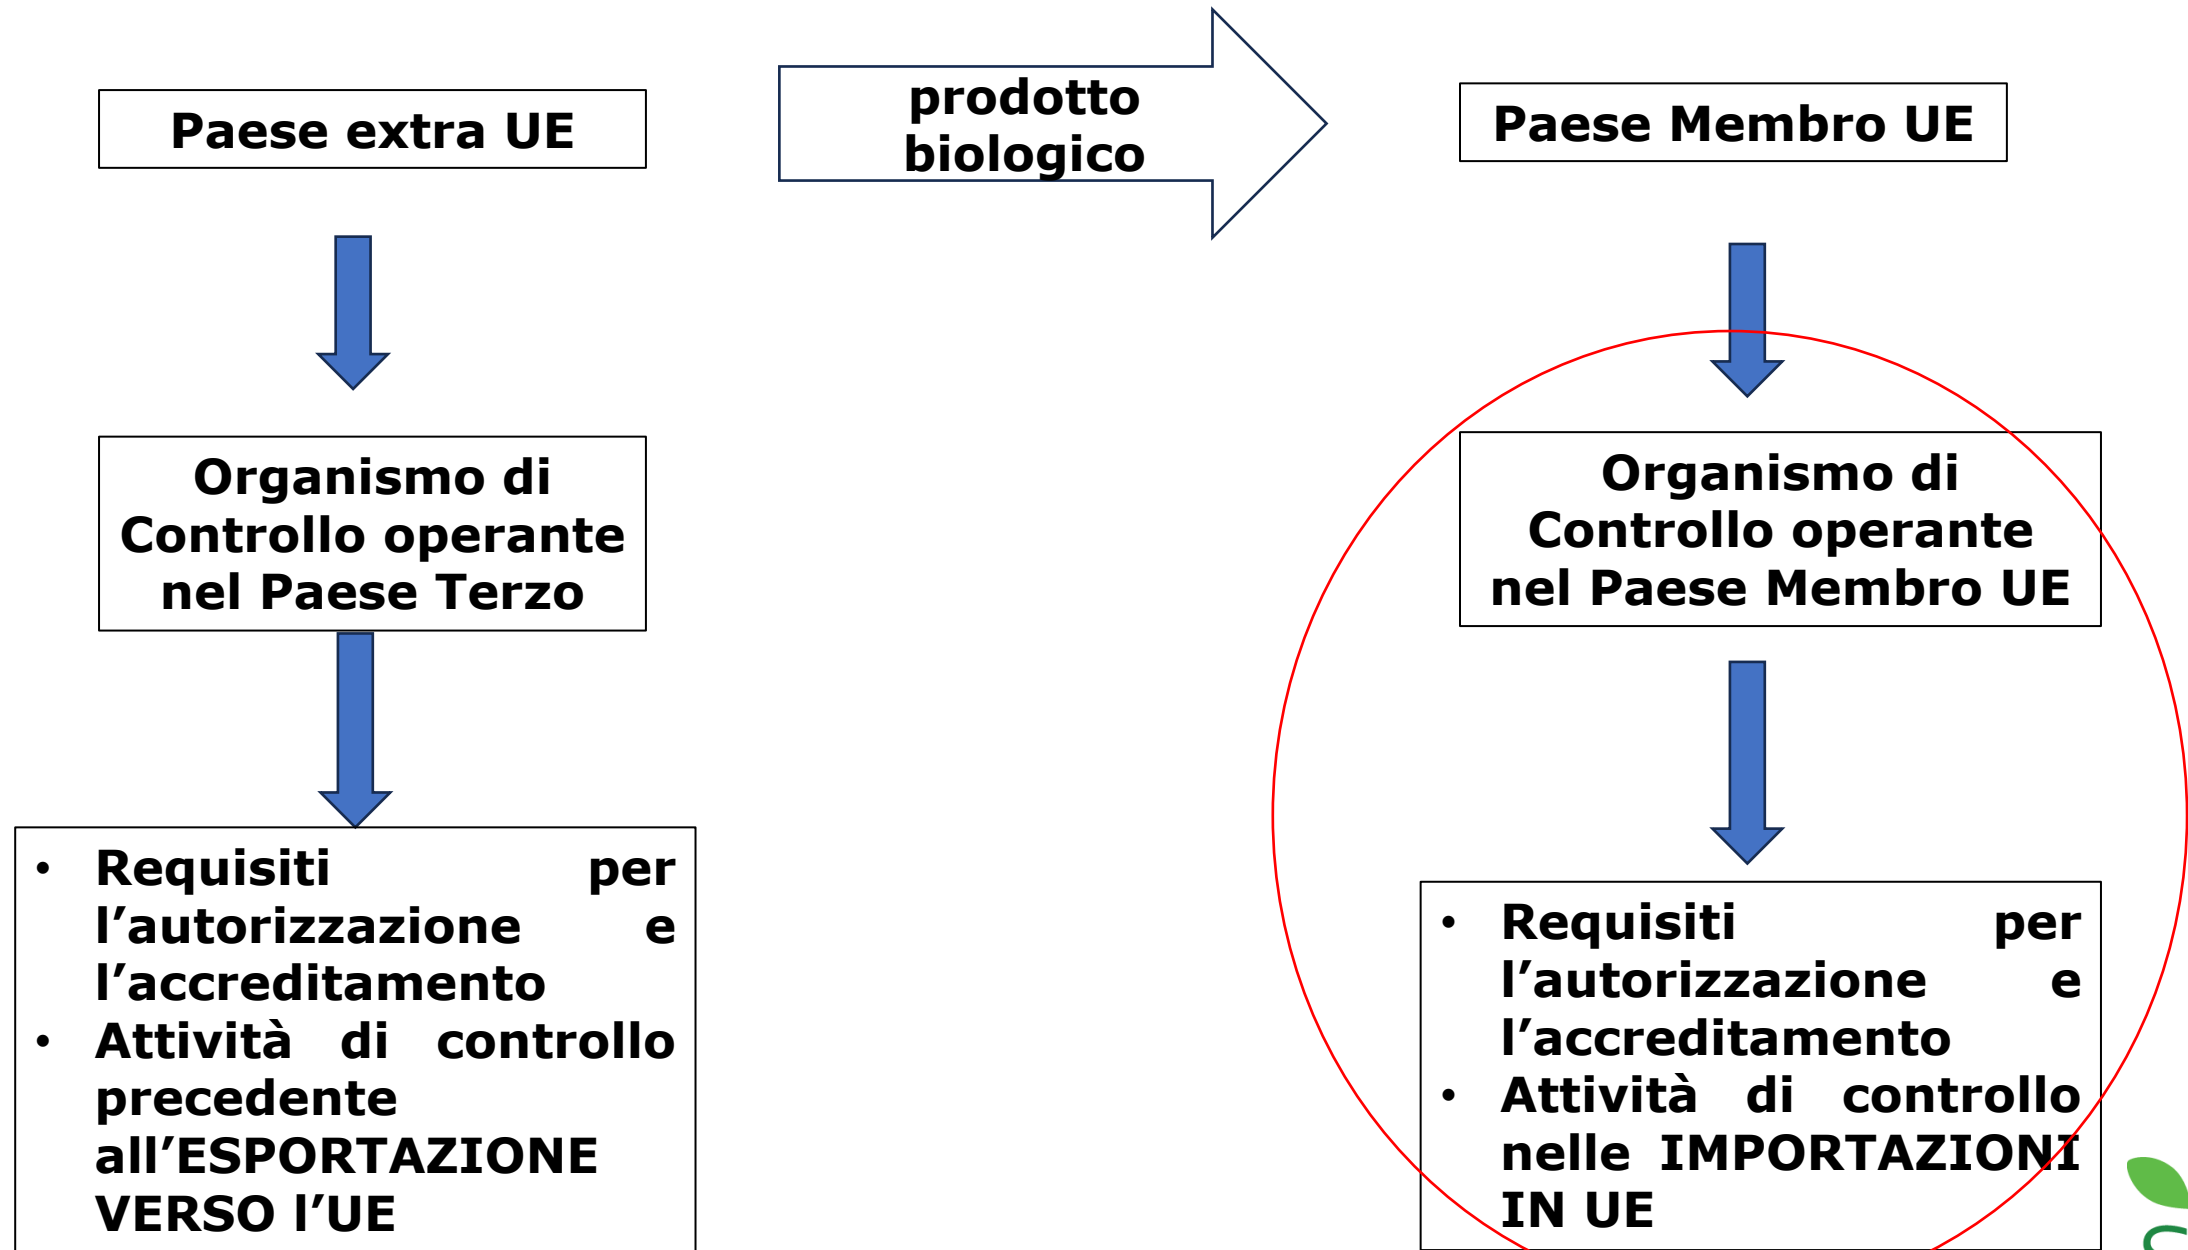 Paese extra UE
prodotto
biologico
Paese Membro UE
Organismo di
Controllo operante
nel Paese Terzo
Organismo di
Controllo operante
nel Paese Membro UE
• Requisiti per
l’autorizzazione e
l’accreditamento
• Attività di controllo
precedente
all’ESPORTAZIONE
VERSO l’UE
• Requisiti per
l’autorizzazione e
l’accreditamento
• Attività di controllo
nelle IMPORTAZIONI
IN UE